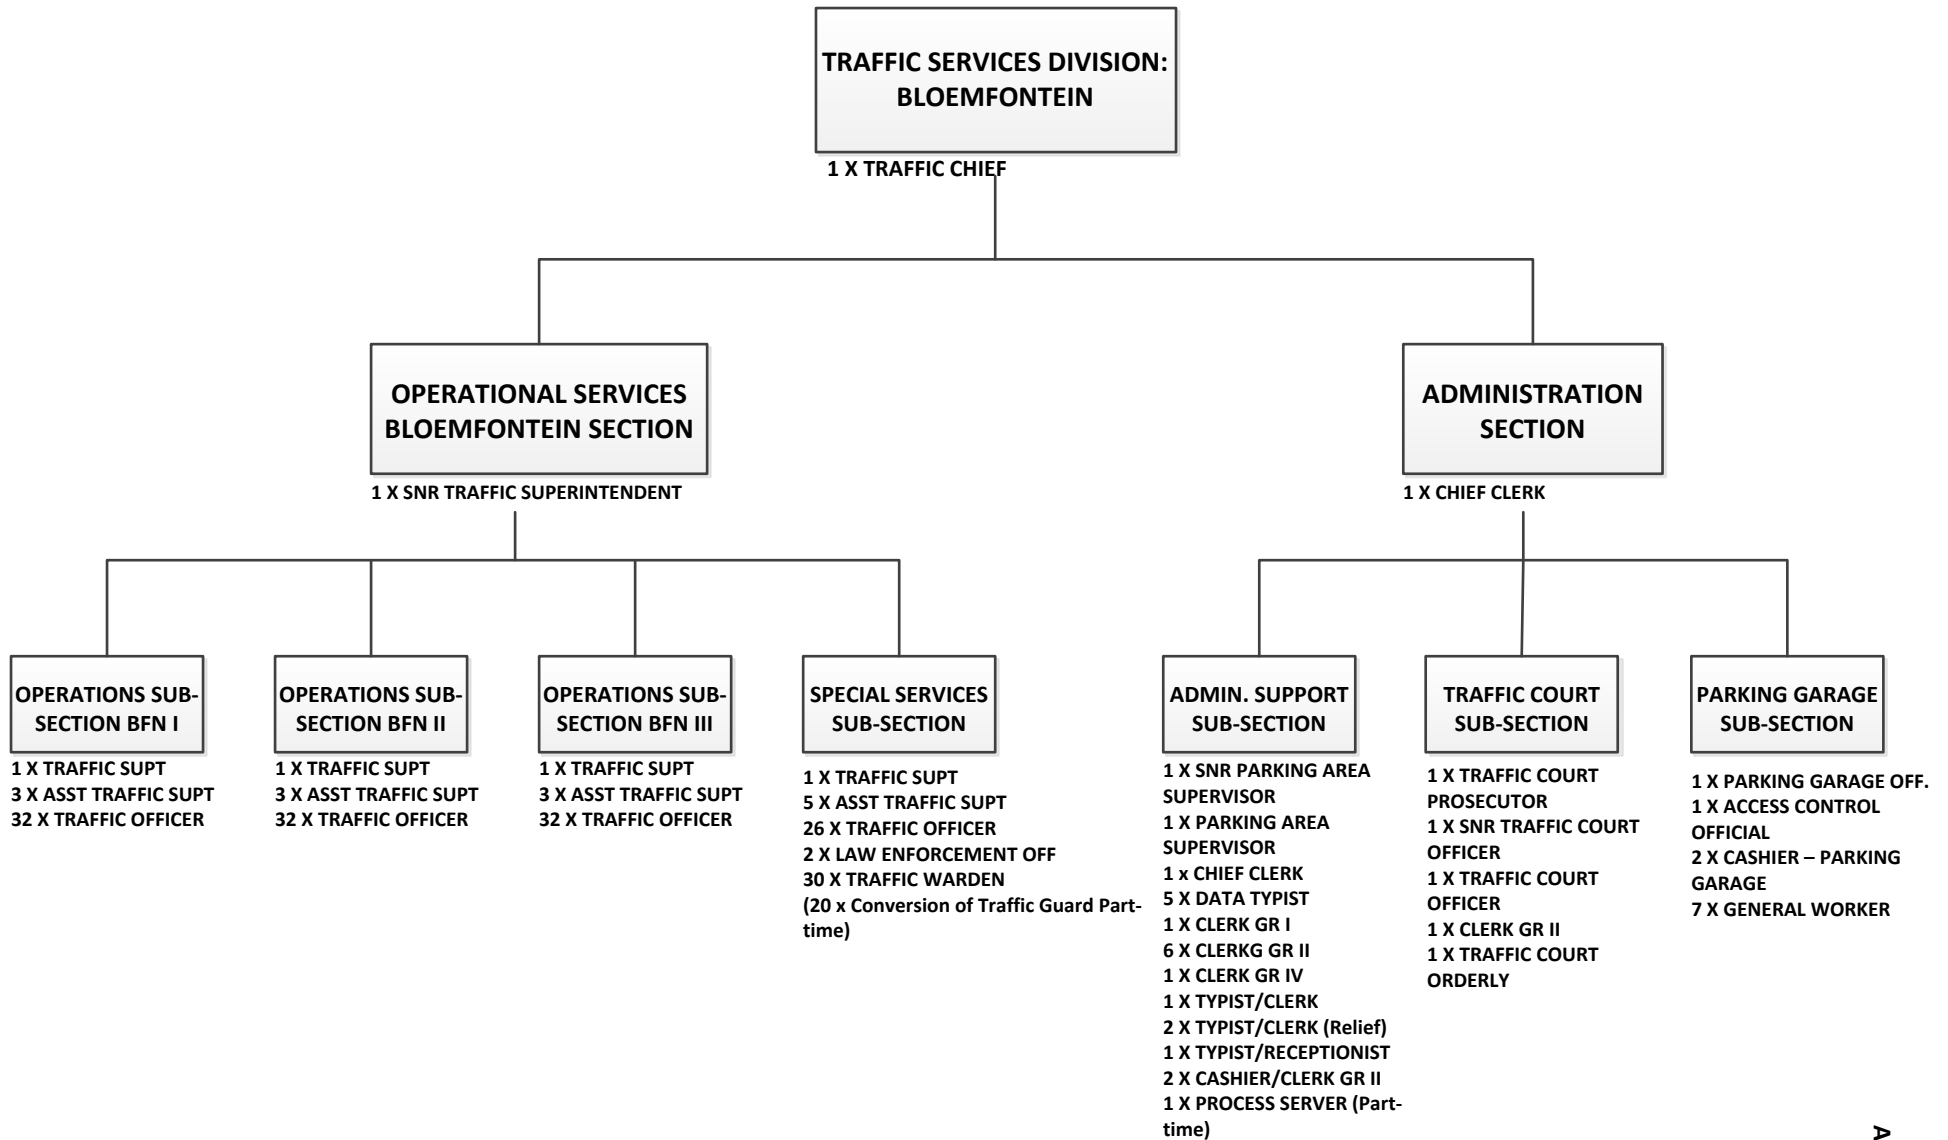 TRAFFIC SERVICES DIVISION:
BLOEMFONTEIN
1 X TRAFFIC CHIEF
OPERATIONAL SERVICES
BLOEMFONTEIN SECTION
1 X SNR TRAFFIC SUPERINTENDENT
ADMINISTRATION
SECTION
1 X CHIEF CLERK
OPERATIONS SUB-
SECTION BFN I
1 X TRAFFIC SUPT
3 X ASST TRAFFIC SUPT
32 X TRAFFIC OFFICER
OPERATIONS SUB-
SECTION BFN II
1 X TRAFFIC SUPT
3 X ASST TRAFFIC SUPT
32 X TRAFFIC OFFICER
OPERATIONS SUB-
SECTION BFN III
1 X TRAFFIC SUPT
3 X ASST TRAFFIC SUPT
32 X TRAFFIC OFFICER
SPECIAL SERVICES
SUB-SECTION
1 X TRAFFIC SUPT
5 X ASST TRAFFIC SUPT
26 X TRAFFIC OFFICER
2 X LAW ENFORCEMENT OFF
30 X TRAFFIC WARDEN
(20 x Conversion of Traffic Guard Part-
time)
ADMIN. SUPPORT
SUB-SECTION
1 X SNR PARKING AREA
SUPERVISOR
1 X PARKING AREA
SUPERVISOR
1 x CHIEF CLERK
5 X DATA TYPIST
1 X CLERK GR I
6 X CLERKG GR II
1 X CLERK GR IV
1 X TYPIST/CLERK
2 X TYPIST/CLERK (Relief)
1 X TYPIST/RECEPTIONIST
2 X CASHIER/CLERK GR II
1 X PROCESS SERVER (Part-
time)
TRAFFIC COURT
SUB-SECTION
1 X TRAFFIC COURT
PROSECUTOR
1 X SNR TRAFFIC COURT
OFFICER
1 X TRAFFIC COURT
OFFICER
1 X CLERK GR II
1 X TRAFFIC COURT
ORDERLY
PARKING GARAGE
SUB-SECTION
1 X PARKING GARAGE OFF.
1 X ACCESS CONTROL
OFFICIAL
2 X CASHIER – PARKING
GARAGE
7 X GENERAL WORKER
A